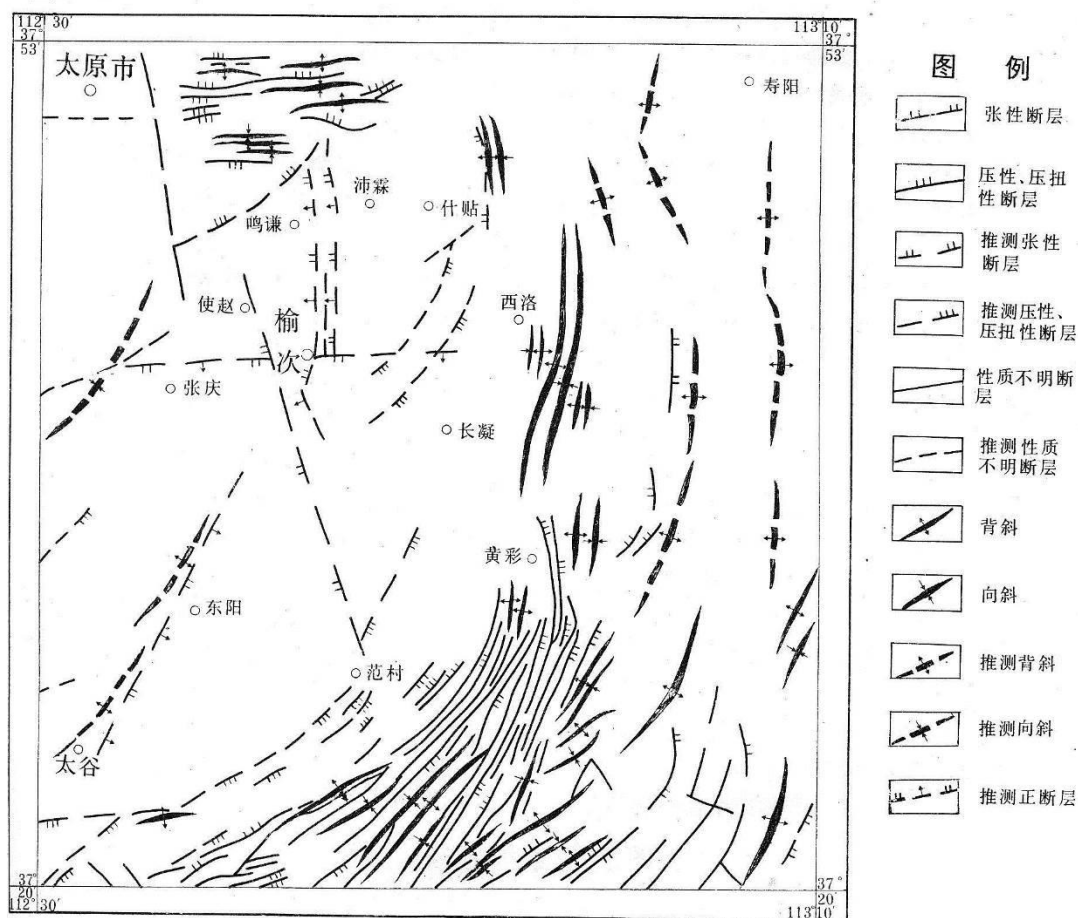 112°30′
113°10′
37°
53′
37°
53′
太原市
寿阳
沛霖
什贴
鸣谦
使赵
西洛
榆
次
张庆
长凝
黄彩
东阳
范村
太谷
37°
20′
112°30′
37°
20′
113°10′
图 例
张性断层
压性、压扭
性断层
推测张性
断层
推测压性、
压扭性断层
性质不明断
层
推测性质
不明断层
背斜
向斜
推测背斜
推测向斜
推测正断层